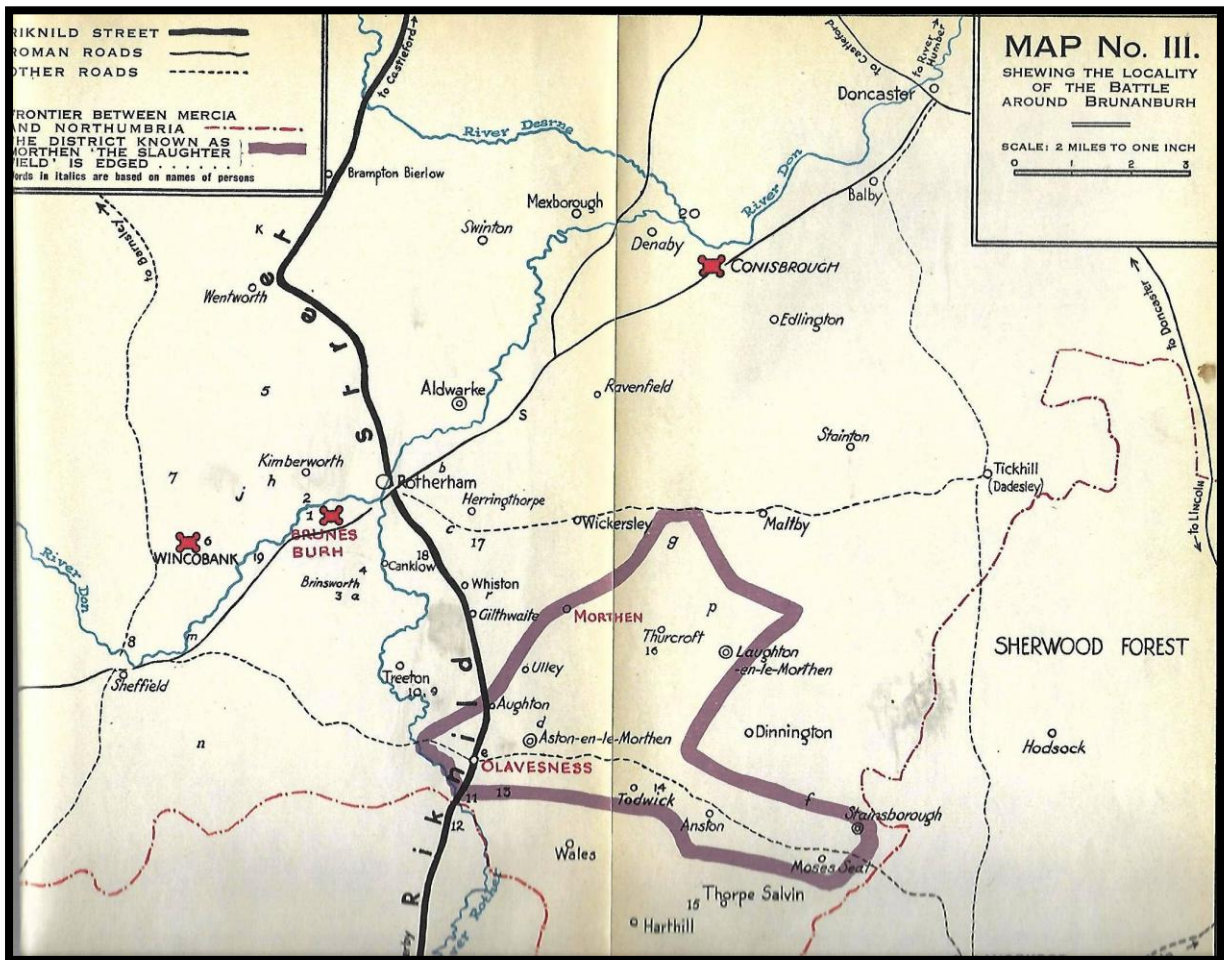 RIKNILD STREET
ROMAN ROADS
OTHER ROADS
FRONTIER BETWEEN MERCIA
AND NORTHUMBRIA
THE DISTRICT KNOWN AS
MORTHEN 'THE SLAUGHTER
FIELD' IS EDGED . . . .
Words in Italics are based on names of persons
MAP No. III.
SHEWING THE LOCALITY
OF THE BATTLE
AROUND BRUNANBURH
SCALE: 2 MILES TO ONE INCH
0 1 2 3
to Castleford
to Castleford
to River
Humber
Doncaster
River Dearne
River Don
Brampton Bierlow
Mexborough
20
Balby
to Barnsley
K
Swinton
Denaby
CONISBROUGH
Wentworth
to Doncaster
Edlington
5
Aldwarke
Ravenfield
S
Stainton
Kimberworth
7
h
j
2
b
Rotherham
Herringthorpe
Tickhill
(Dadesley)
1
BRUNES
BURH
6
WINCOBANK
19
c
17
Wickersley
Maltby
g
to Lincoln
River Don
18
Canklow
4
Brinsworth
3 a
Whiston
r
Gilthwaite
MORTHEN
p
Thurcroft
16
Laughton
-en-le-Morthen
SHERWOOD FOREST
8
m
Sheffield
Treeton
10. 9
Ulley
Aughton
d
Aston-en-le-Morthen
Dinnington
Hodsock
n
e
OLAVESNESS
11
13
12
Todwick
14
Anston
f
Stainsborough
Wales
Moses Seat
15
Thorpe Salvin
Harthill
Riknild Street